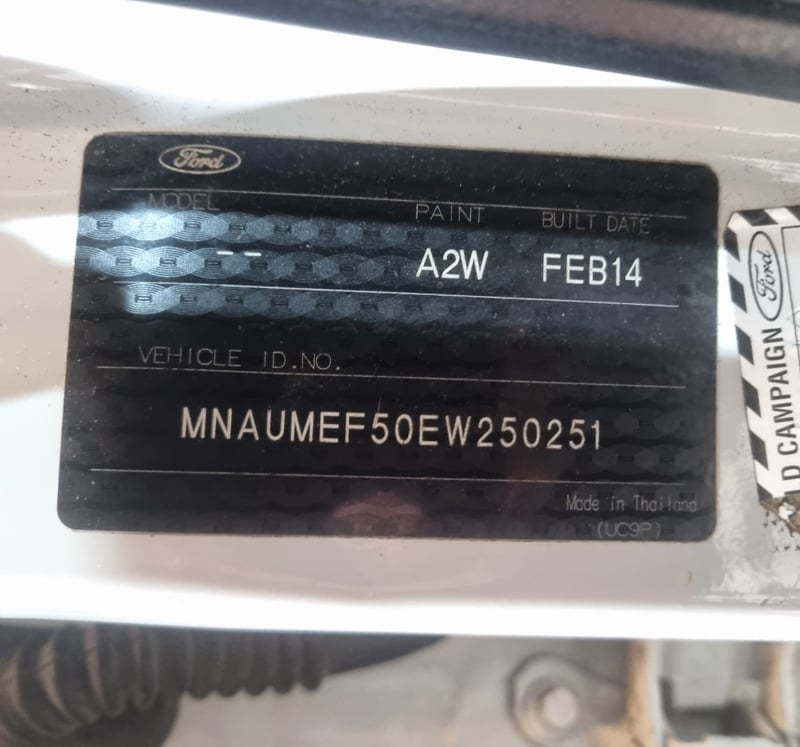 Ford
MODEL PAINT BUILT DATE
-- A2W FEB14
VEHICLE ID.NO.
MNAUMEF50EW250251
Made in Thailand
(UC9P)
Ford
D CAMPAIGN